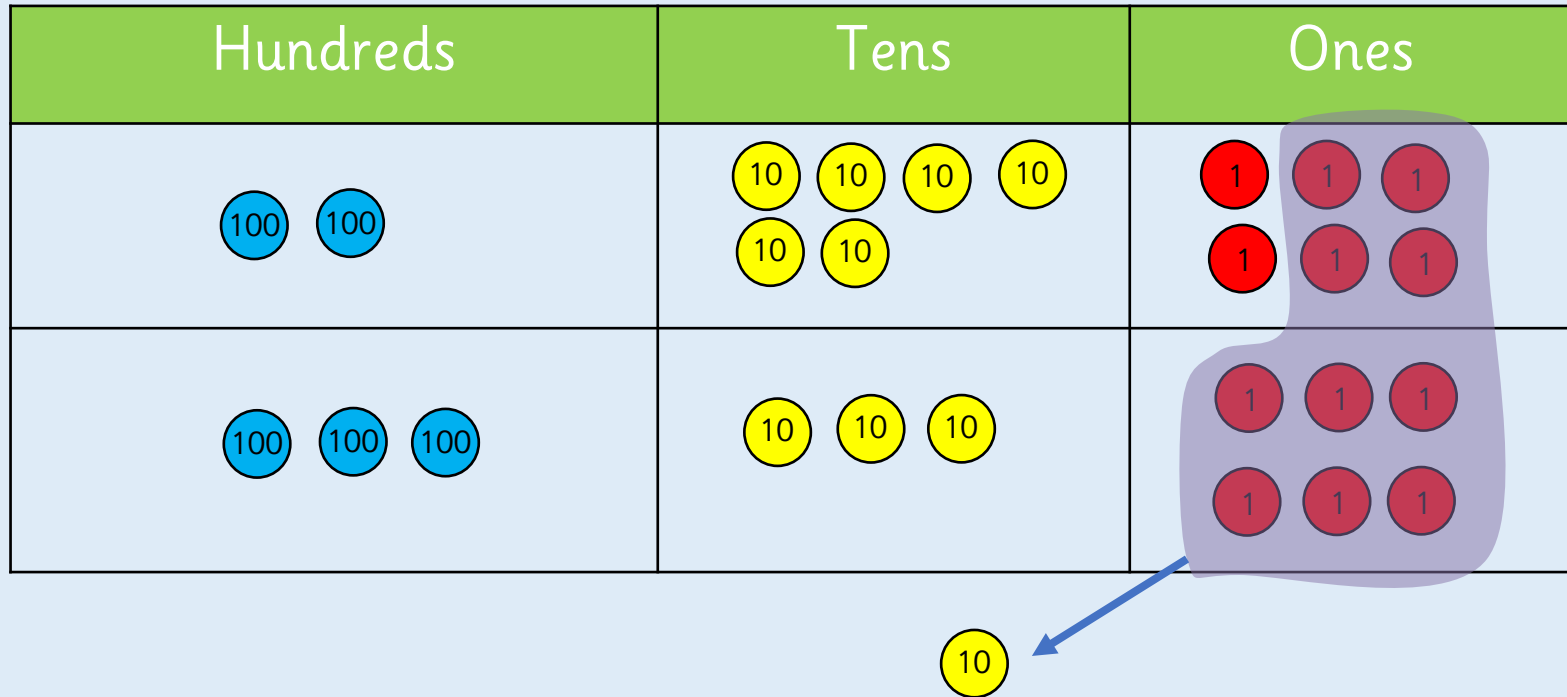 Hundreds Tens Ones
10 10 10 10 1 1 1
100 100 10 10 1 1 1
100 100 100 10 10 10 1 1 1
1 1 1
10